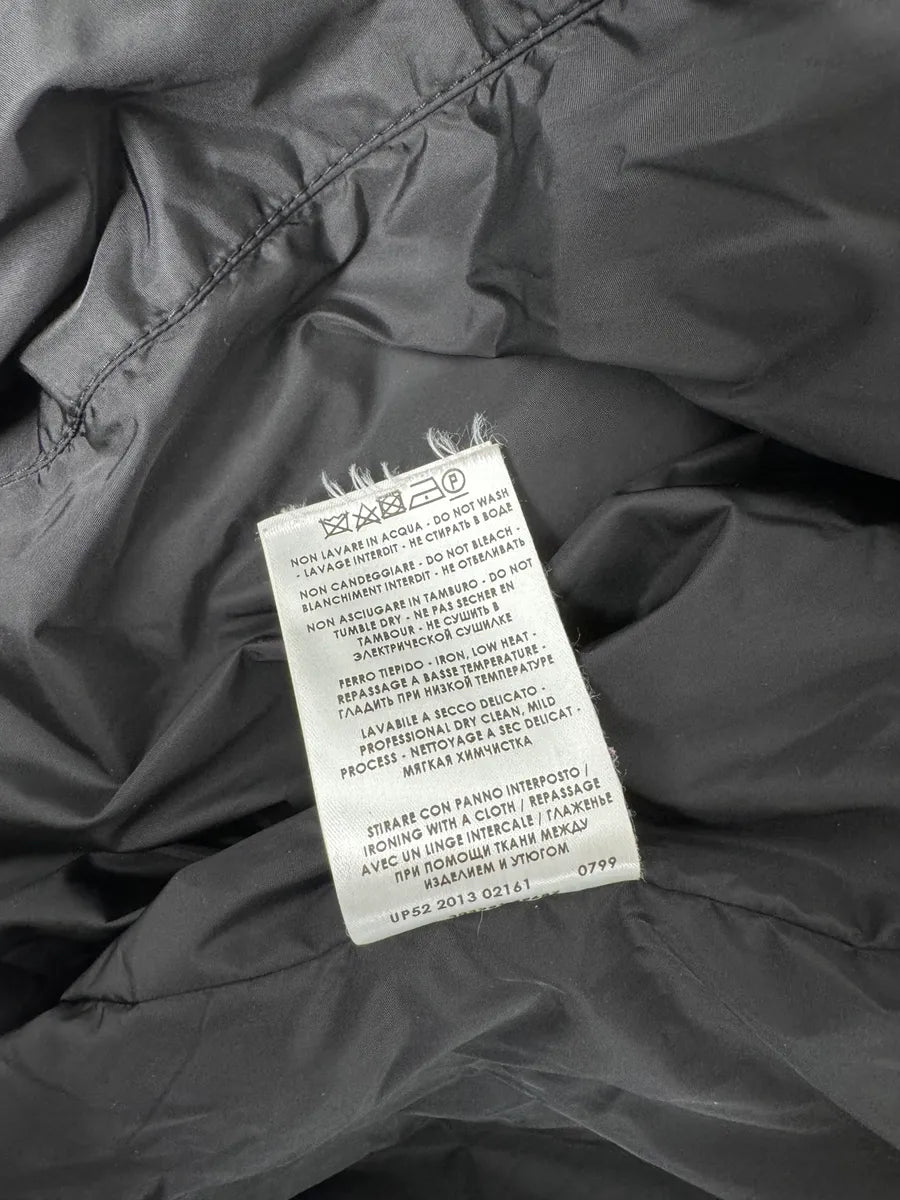 P
NON LAVARE IN ACQUA - DO NOT WASH
- LAVAGE INTERDIT - НЕ СТИРАТЬ В ВОДЕ
NON CANDEGGIARE - DO NOT BLEACH -
BLANCHIMENT INTERDIT - НЕ ОТВЕЛИВАТЬ
NON ASCIUGARE IN TAMBURO - DO NOT
TUMBLE DRY - NE PAS SECHER EN
TAMBOUR - НЕ СУШИТЬ В
ЭЛЕКТРИЧЕСКОЙ СУШИЛКЕ
FERRO TIEPIDO - IRON, LOW HEAT -
REPASSAGE A BASSE TEMPERATURE -
ГЛАДИТЬ ПРИ НИЗКОЙ ТЕМПЕРАТУРЕ
LAVABILE A SECCO DELICATO -
PROFESSIONAL DRY CLEAN, MILD
PROCESS - NETTOYAGE A SEC DELICAT -
МЯГКАЯ ХИМЧИСТКА
STIRARE CON PANNO INTERPOSTO /
IRONING WITH A CLOTH / REPASSAGE
AVEC UN LINGE INTERCALE / ГЛАЖЕНЬЕ
ПРИ ПОМОЩИ ТКАНИ МЕЖДУ
ИЗДЕЛИЕМ И УТЮГОМ
UP52 2013 02161 0799